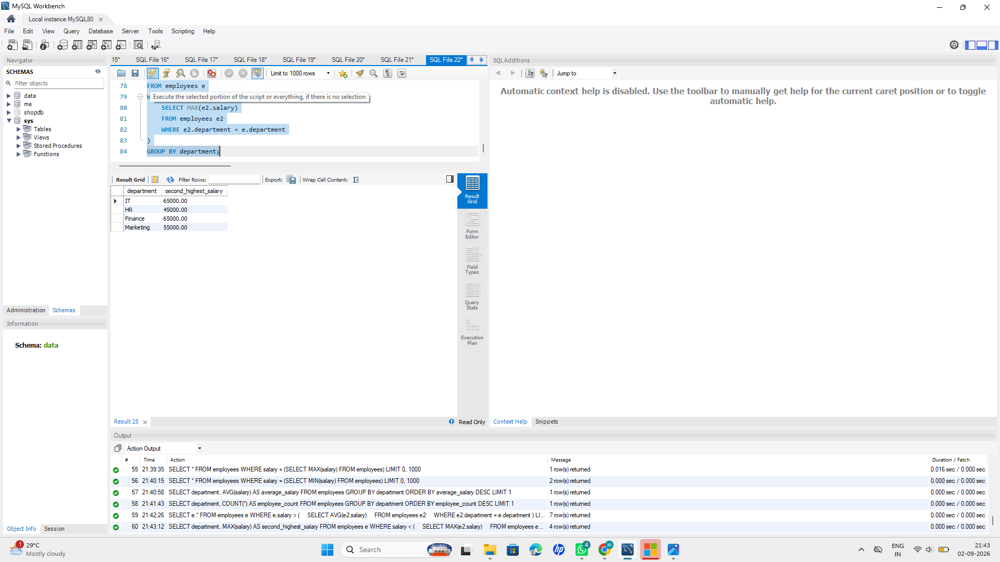 MySQL Workbench
Local instance MySQL80
File Edit View Query Database Server Tools Scripting Help
Navigator
SCHEMAS
Filter objects
data
me
shopdb
sys
Tables
Views
Stored Procedures
Functions
Administration Schemas
Information
Schema: data
Object Info Session
15* SQL File 16* SQL File 17* SQL File 18* SQL File 19* SQL File 20* SQL File 21* SQL File 22*
Limit to 1000 rows
78 FROM employees e
79 W
Execute the selected portion of the script or everything, if there is no selection
80 SELECT MAX(e2.salary)
81 FROM employees e2
82 WHERE e2.department = e.department
83 )
84 GROUP BY department;
Result Grid Filter Rows: Export: Wrap Cell Content:
department second_highest_salary
IT 65000.00
HR 45000.00
Finance 65000.00
Marketing 55000.00
Result
Grid
Form
Editor
Field
Types
Query
Stats
Execution
Plan
Result 25 Read Only
SQLAdditions
Jump to
Automatic context help is disabled. Use the toolbar to manually get help for the current caret position or to toggle
automatic help.
Context Help Snippets
Output
Action Output
# Time Action Message Duration / Fetch
55 21:39:35 SELECT * FROM employees WHERE salary = (SELECT MAX(salary) FROM employees) LIMIT 0, 1000 1 row(s) returned 0.016 sec / 0.000 sec
56 21:40:15 SELECT * FROM employees WHERE salary = (SELECT MIN(salary) FROM employees) LIMIT 0, 1000 2 row(s) returned 0.000 sec / 0.000 sec
57 21:40:58 SELECT department, AVG(salary) AS average_salary FROM employees GROUP BY department ORDER BY average_salary DESC LIMIT 1 1 row(s) returned 0.000 sec / 0.000 sec
58 21:41:43 SELECT department, COUNT(*) AS employee_count FROM employees GROUP BY department ORDER BY employee_count DESC LIMIT 1 1 row(s) returned 0.000 sec / 0.000 sec
59 21:42:26 SELECT e.* FROM employees e WHERE e.salary > ( SELECT AVG(e2.salary) FROM employees e2 WHERE e2.department = e.department ) LI... 7 row(s) returned 0.000 sec / 0.000 sec
60 21:43:12 SELECT department, MAX(salary) AS second_highest_salary FROM employees e WHERE salary < ( SELECT MAX(e2.salary) FROM employees e... 4 row(s) returned 0.000 sec / 0.000 sec
1
29°C
Mostly cloudy
Search
hp
4
M
ENG
IN
21:43
02-09-2026